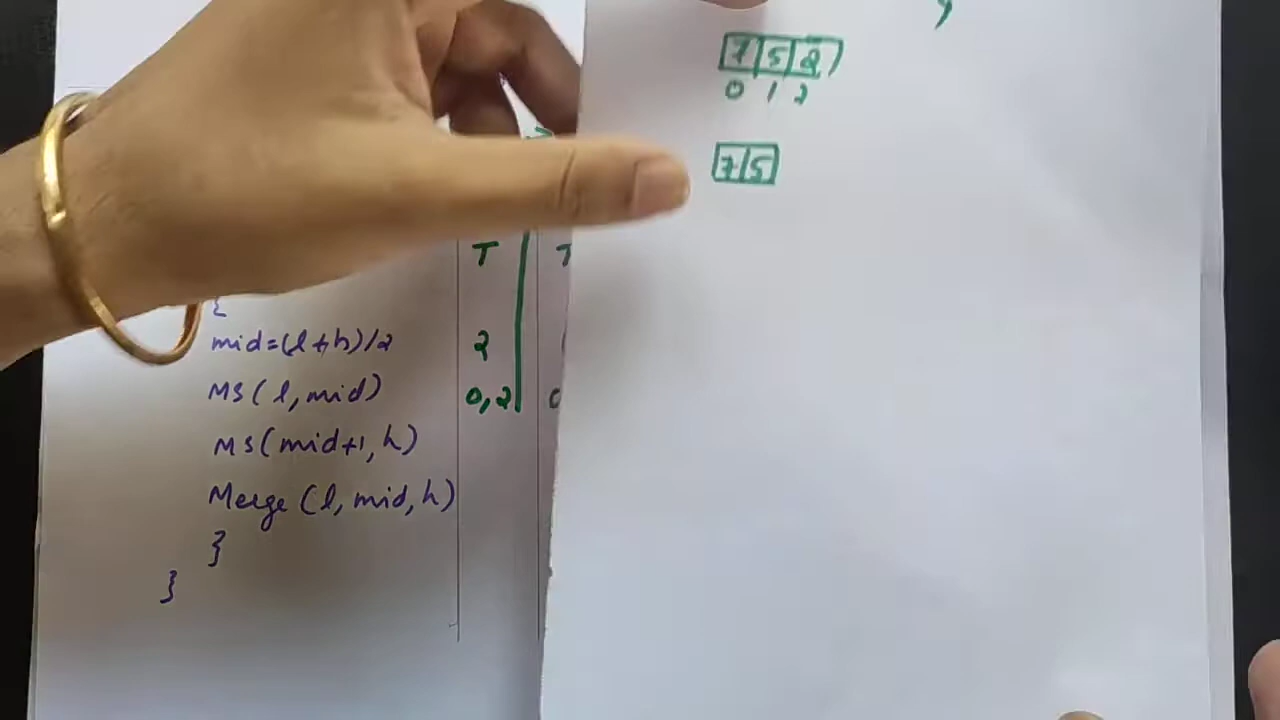 7 5 2
0 1 2
7 5
T T
{
mid=(l+h)/2 2
MS(l,mid) 0,2
MS(mid+1,h)
Merge(l,mid,h)
}
}